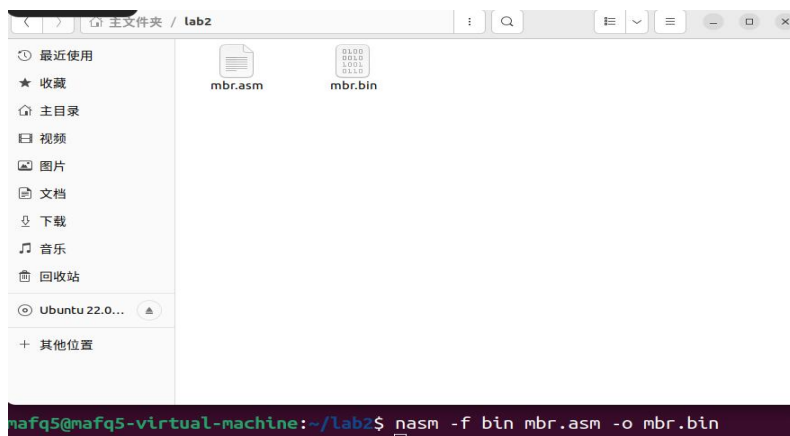 主文件夹 / lab2
最近使用
收藏
主目录
视频
图片
文档
下载
音乐
回收站
Ubuntu 22.0...
+ 其他位置
mbr.asm
0100
0010
1001
0110
mbr.bin
mafq5@mafq5-virtual-machine:~/lab2$ nasm -f bin mbr.asm -o mbr.bin